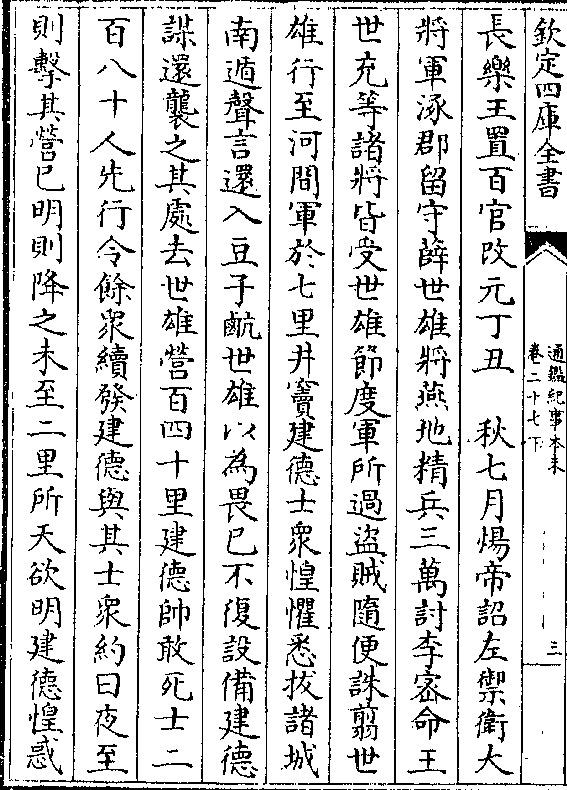 欽定四庫全書
通鑑紀事本末
卷二十七下
三
長樂王置百官改元丁丑　秋七月煬帝詔左禦衛大
將軍涿郡留守薛世雄將燕地精兵三萬討李密命王
世充等諸將皆受世雄節度軍所過盜賊隨便誅翦世
雄行至河間軍於七里井竇建德士衆惶懼悉拔諸城
南遁聲言還入豆子䴚世雄以為畏已不復設備建德
謀還襲之其處去世雄營百四十里建德帥敢死士二
百八十人先行令餘衆續發建德與其士衆約曰夜至
則擊其營已明則降之未至二里所天欲明建德惶惑